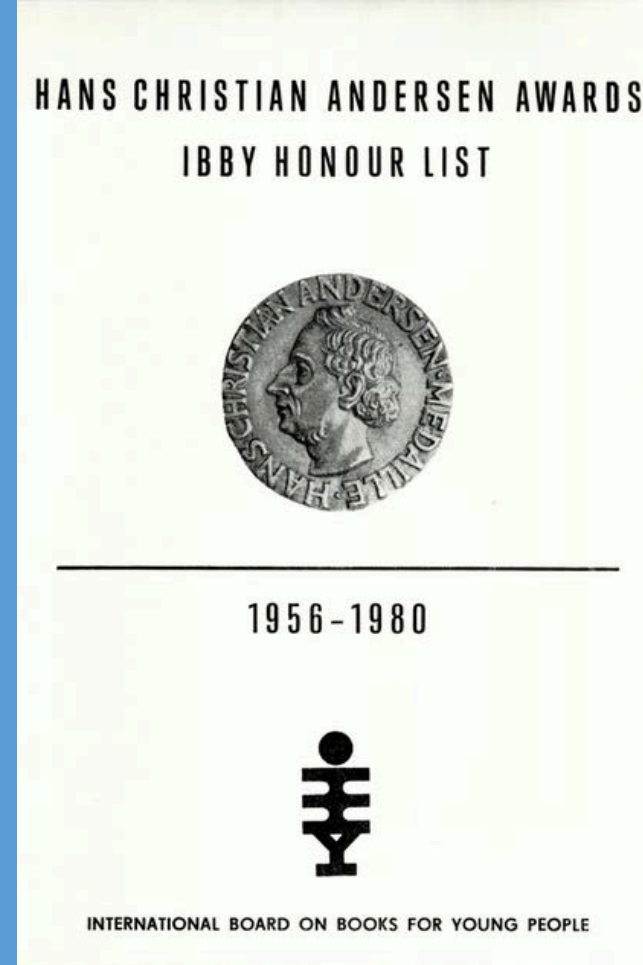 HANS CHRISTIAN ANDERSEN AWARDS
IBBY HONOUR LIST
HANS CHRISTIAN ANDERSEN-MEDAILLE·
1956–1980
INTERNATIONAL BOARD ON BOOKS FOR YOUNG PEOPLE